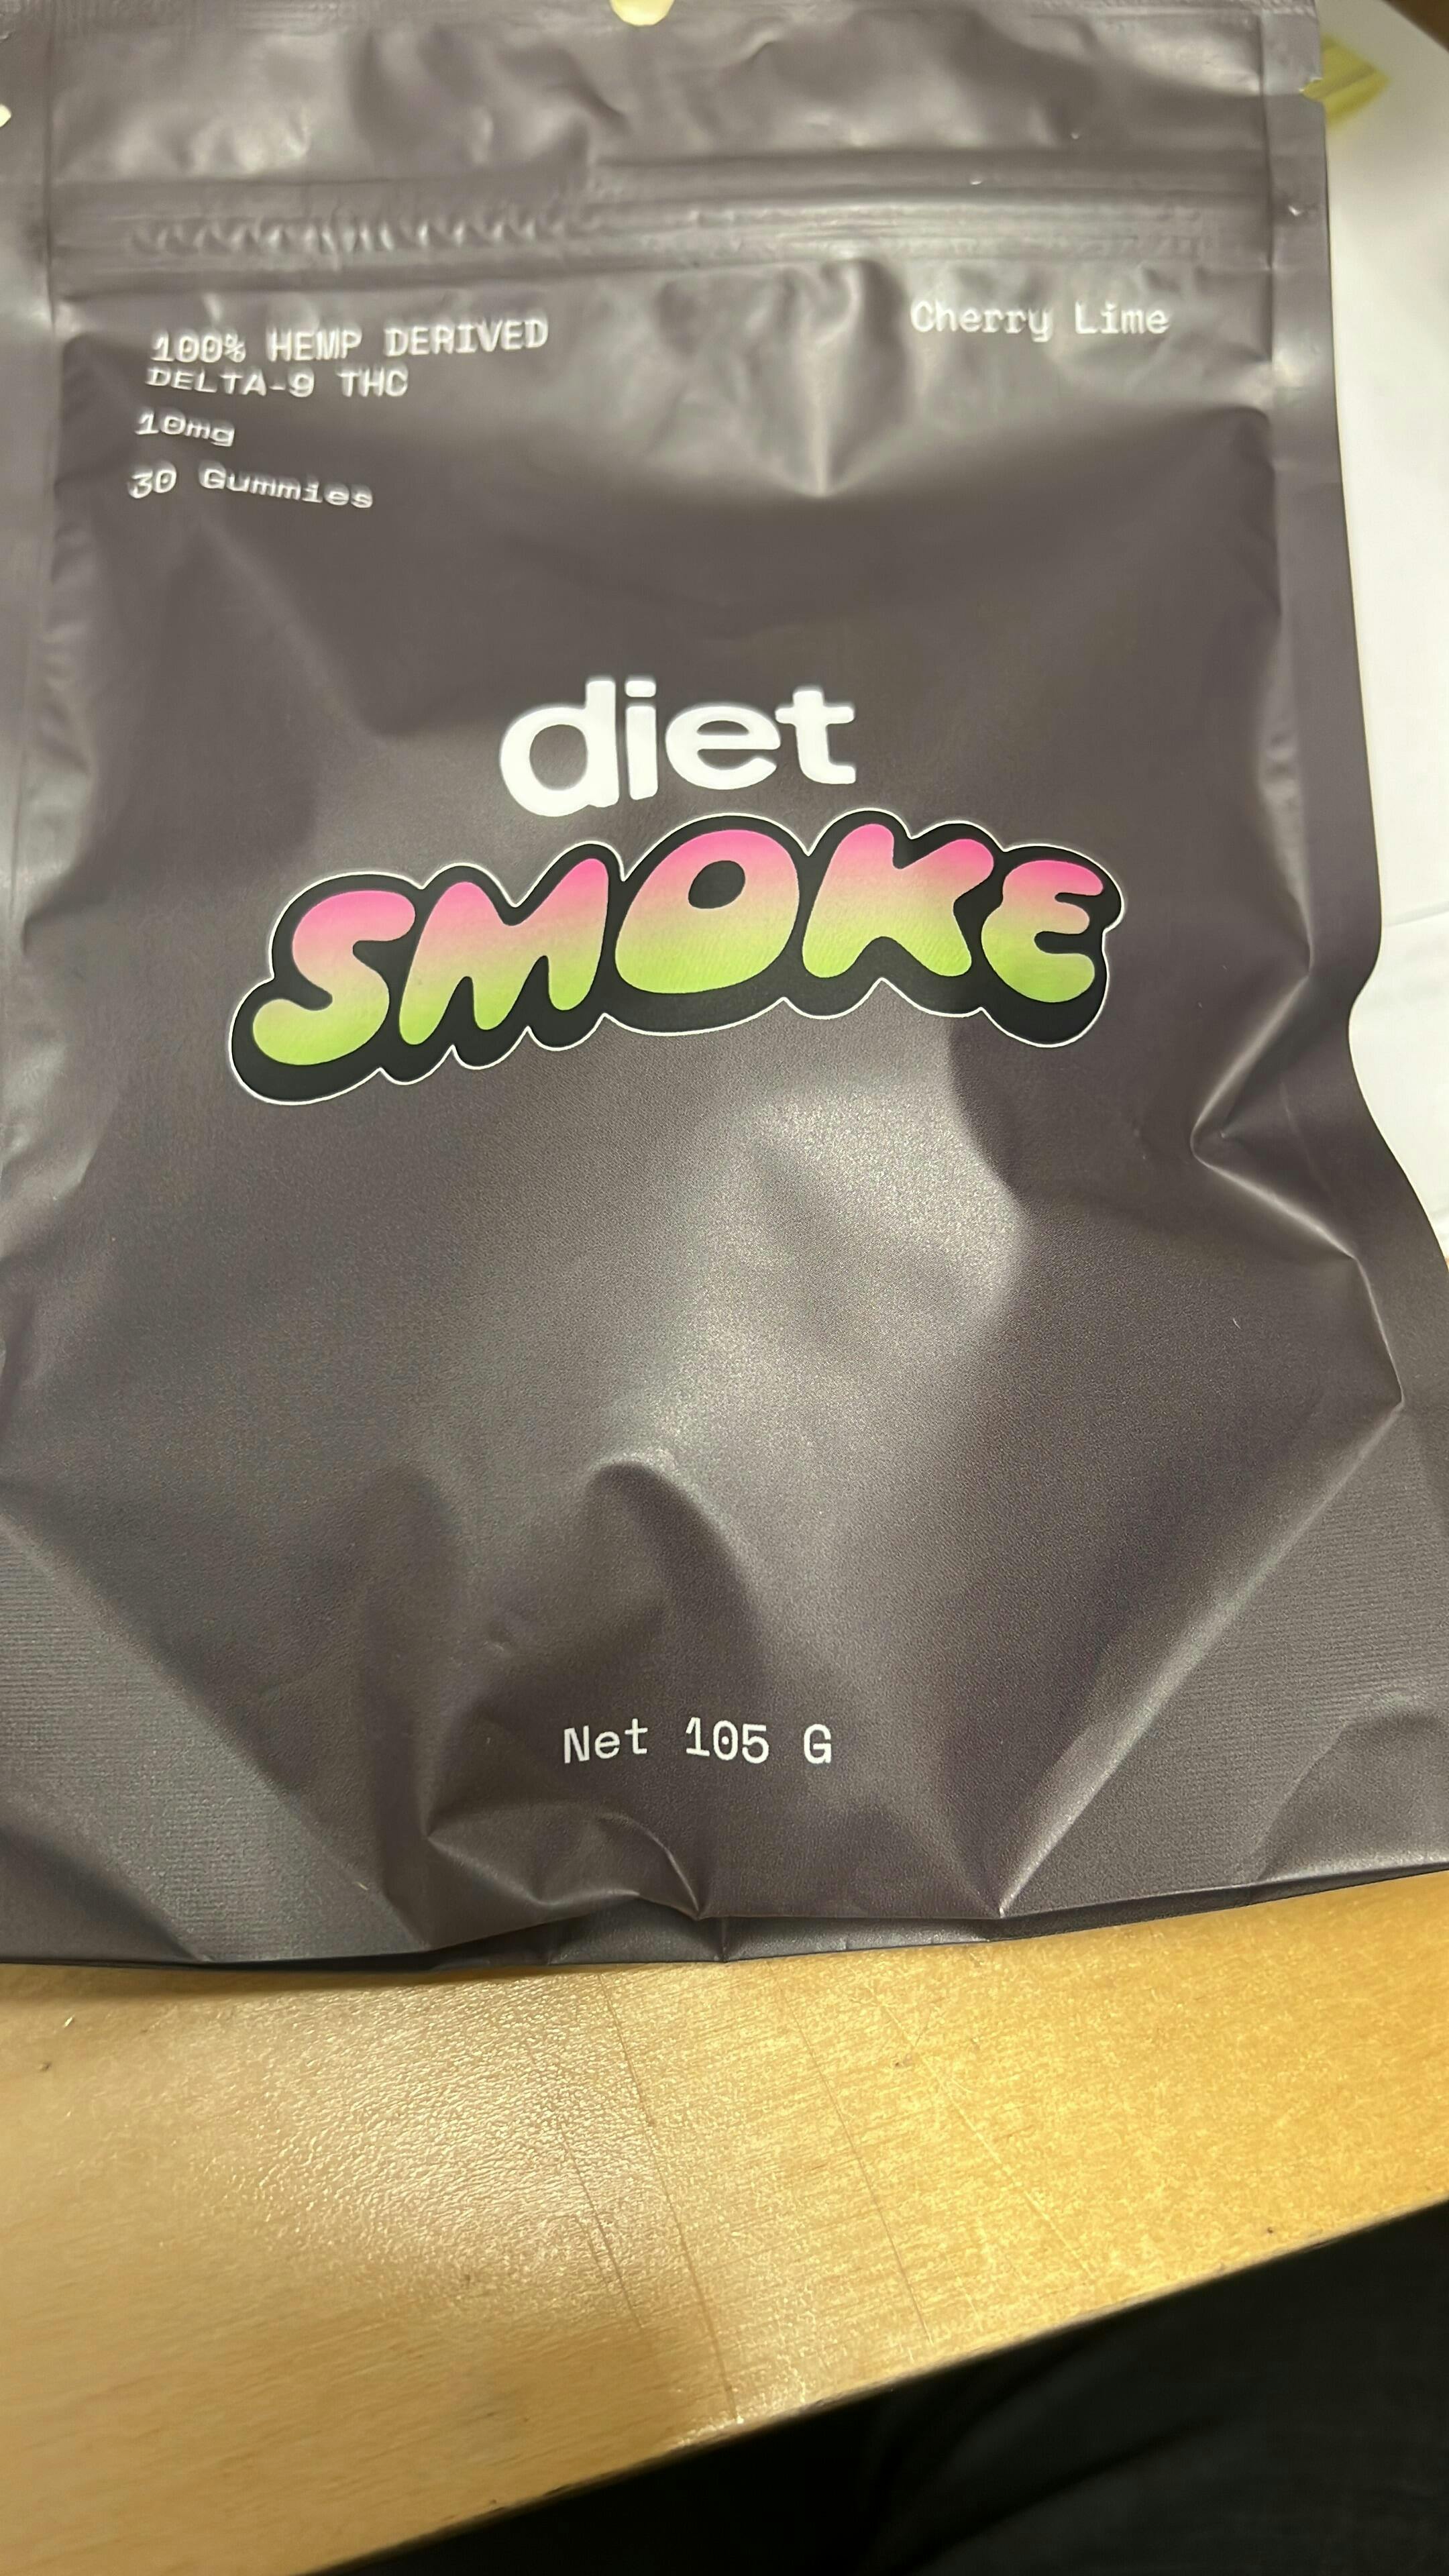 100% HEMP DERIVED
DELTA-9 THC
10mg
30 Gummies
Cherry Lime
diet
SMOKE
Net 105 G